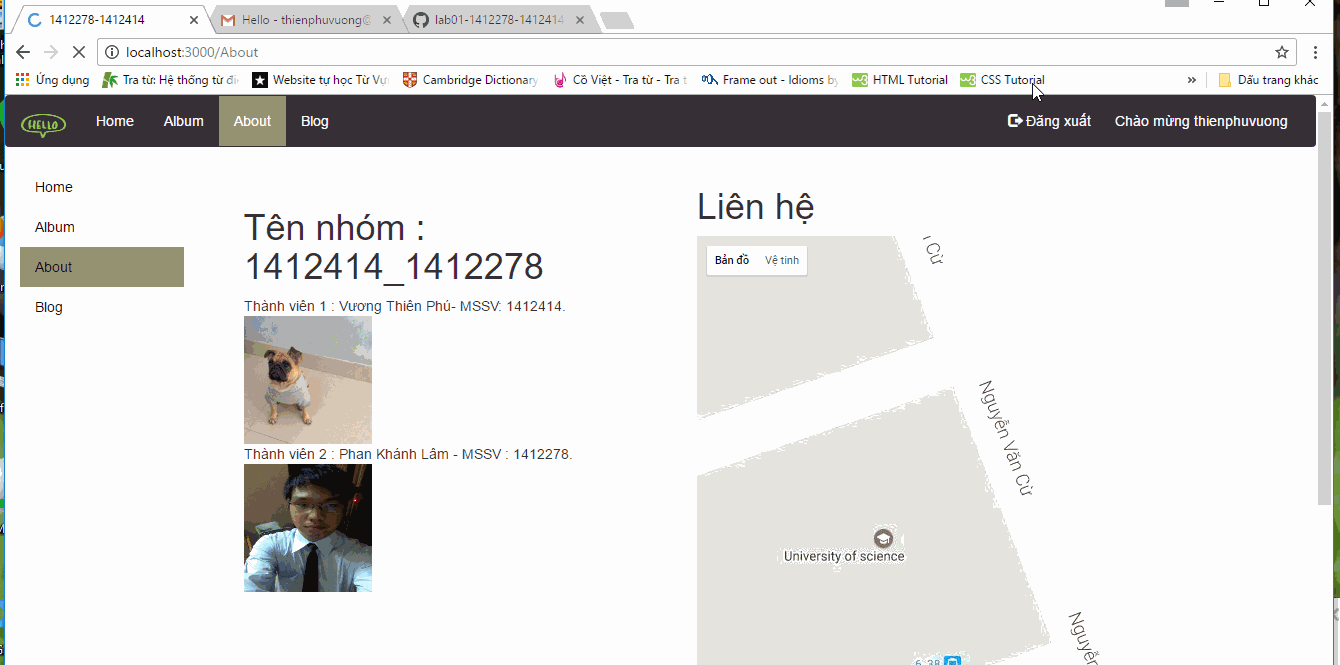 1412278-1412414
Hello - thienphuvuong@
lab01-1412278-1412414
localhost:3000/About
Ứng dụng
Tra từ: Hệ thống từ đi
Website tự học Từ Vự
Cambridge Dictionary
Cồ Việt - Tra từ - Tra t
Frame out - Idioms by
HTML Tutorial
CSS Tutorial
»
Dấu trang khác
HELLO
Home
Album
About
Blog
Đăng xuất
Chào mừng thienphuvuong
Home
Album
About
Blog
Tên nhóm :
1412414_1412278
Thành viên 1 : Vương Thiên Phú- MSSV: 1412414.
Thành viên 2 : Phan Khánh Lâm - MSSV : 1412278.
Liên hệ
Bản đồ
Vệ tinh
Cừ
Nguyễn Văn Cừ
University of science
Nguyễn
6, 38